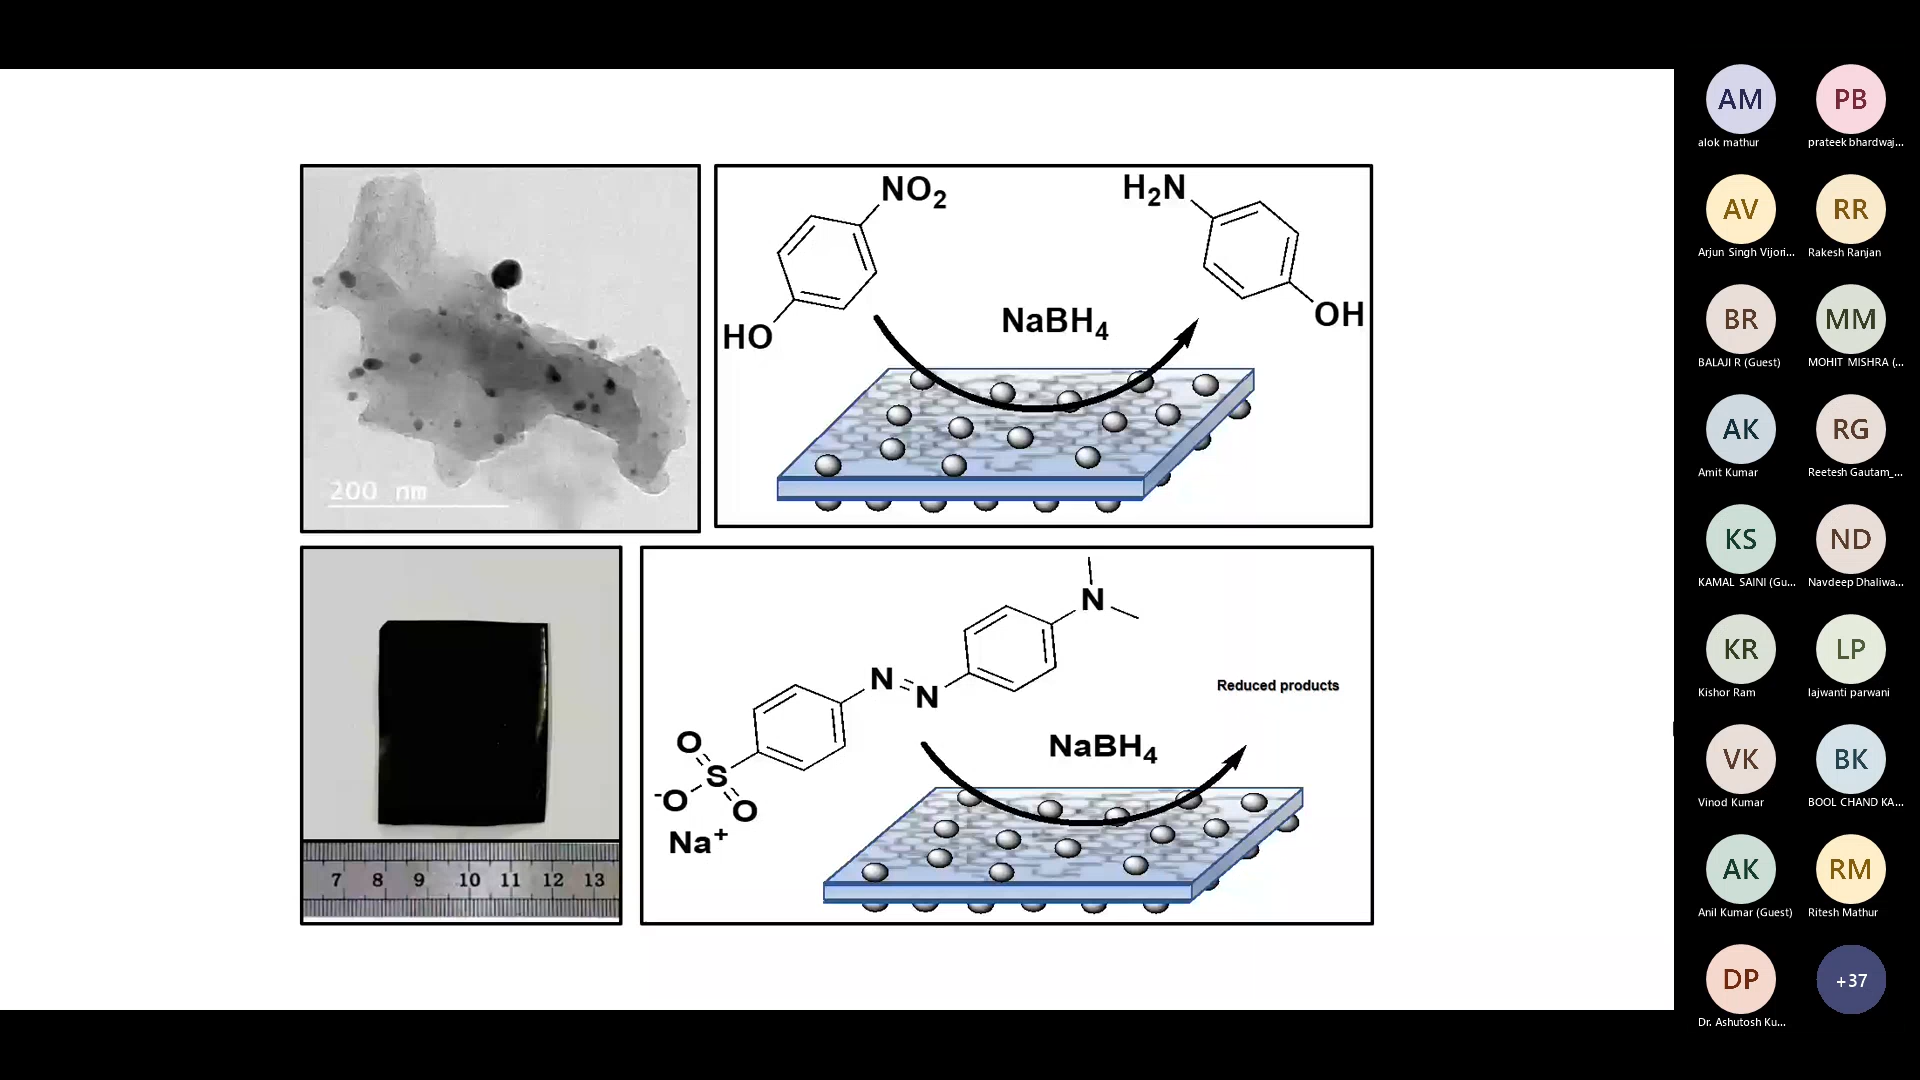 200 nm
NO2
HO
NaBH4
H2N
OH
7 8 9 10 11 12 13
N
N
N
O
S
-O
O
Na+
NaBH4
Reduced products
AM
alok mathur
PB
prateek bhardwaj...
AV
Arjun Singh Vijori...
RR
Rakesh Ranjan
BR
BALAJI R (Guest)
MM
MOHIT MISHRA (...
AK
Amit Kumar
RG
Reetesh Gautam_...
KS
KAMAL SAINI (Gu...
ND
Navdeep Dhaliwa...
KR
Kishor Ram
LP
lajwanti parwani
VK
Vinod Kumar
BK
BOOL CHAND KA...
AK
Anil Kumar (Guest)
RM
Ritesh Mathur
DP
Dr. Ashutosh Ku...
+37